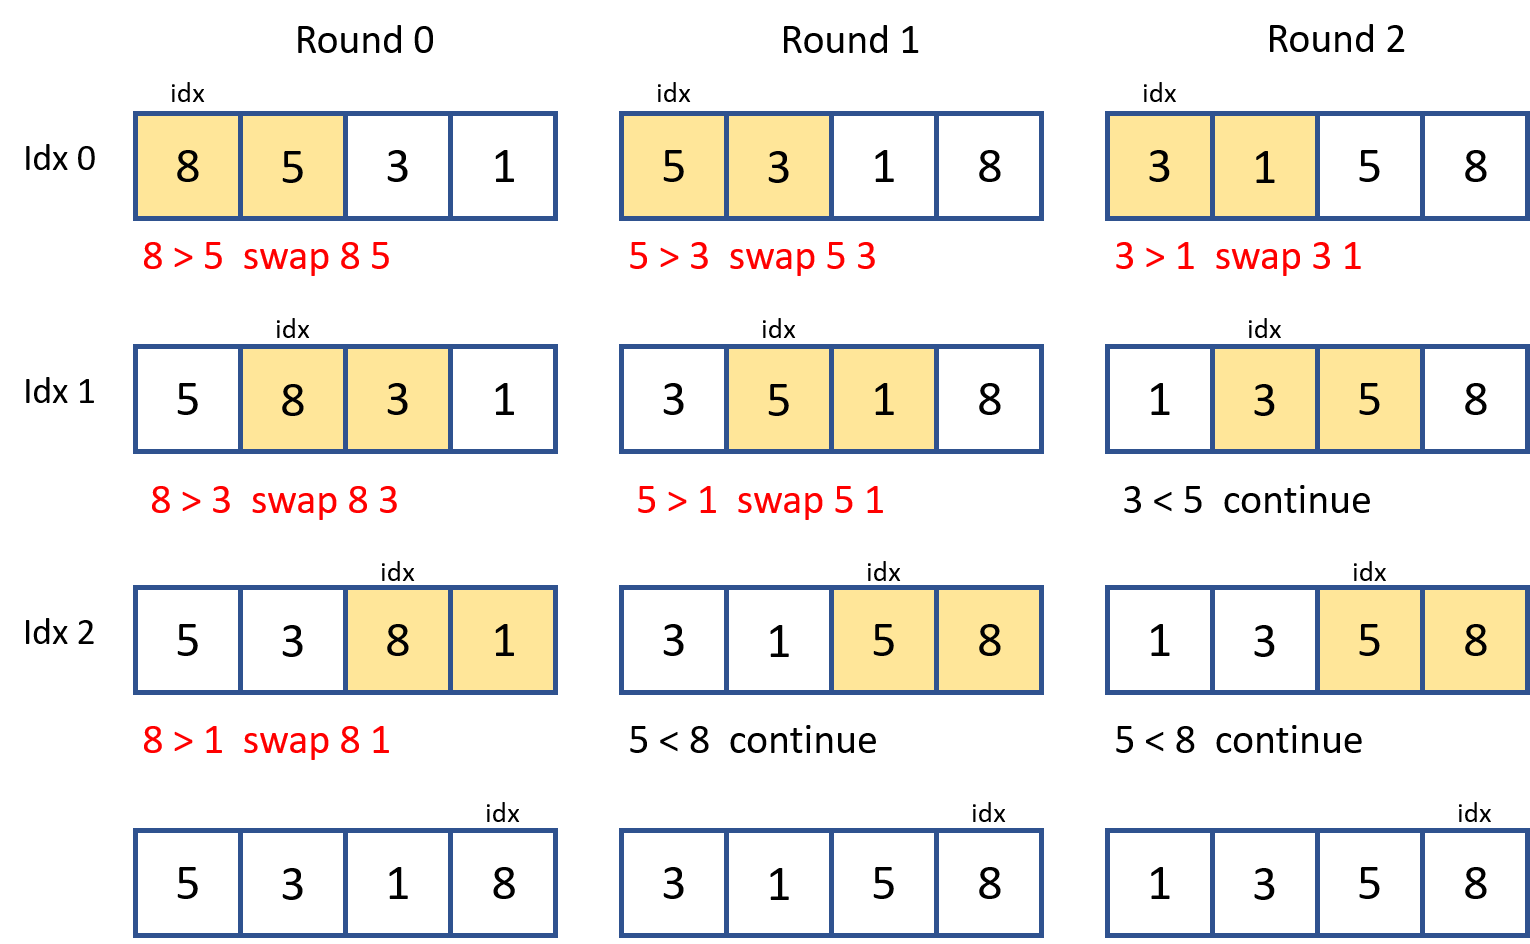 Round 0 Round 1 Round 2
idx idx idx
Idx 0 8 5 3 1 5 3 1 8 3 1 5 8
8 > 5 swap 8 5 5 > 3 swap 5 3 3 > 1 swap 3 1
idx idx idx
Idx 1 5 8 3 1 3 5 1 8 1 3 5 8
8 > 3 swap 8 3 5 > 1 swap 5 1 3 < 5 continue
idx idx idx
Idx 2 5 3 8 1 3 1 5 8 1 3 5 8
8 > 1 swap 8 1 5 < 8 continue 5 < 8 continue
idx idx idx
5 3 1 8 3 1 5 8 1 3 5 8